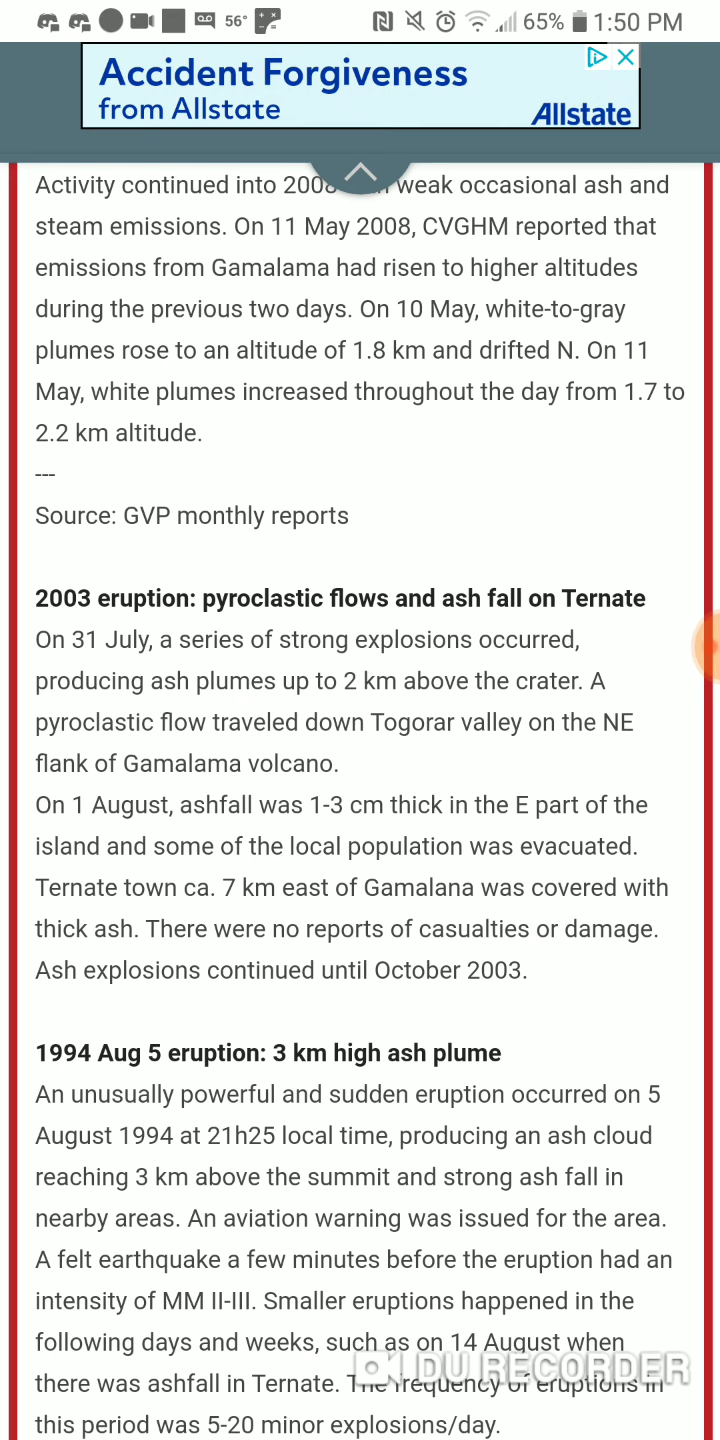 56°
65% 1:50 PM
Accident Forgiveness
from Allstate
Allstate
Activity continued into 2008 weak occasional ash and
steam emissions. On 11 May 2008, CVGHM reported that
emissions from Gamalama had risen to higher altitudes
during the previous two days. On 10 May, white-to-gray
plumes rose to an altitude of 1.8 km and drifted N. On 11
May, white plumes increased throughout the day from 1.7 to
2.2 km altitude.
---
Source: GVP monthly reports
2003 eruption: pyroclastic flows and ash fall on Ternate
On 31 July, a series of strong explosions occurred,
producing ash plumes up to 2 km above the crater. A
pyroclastic flow traveled down Togorar valley on the NE
flank of Gamalama volcano.
On 1 August, ashfall was 1-3 cm thick in the E part of the
island and some of the local population was evacuated.
Ternate town ca. 7 km east of Gamalana was covered with
thick ash. There were no reports of casualties or damage.
Ash explosions continued until October 2003.
1994 Aug 5 eruption: 3 km high ash plume
An unusually powerful and sudden eruption occurred on 5
August 1994 at 21h25 local time, producing an ash cloud
reaching 3 km above the summit and strong ash fall in
nearby areas. An aviation warning was issued for the area.
A felt earthquake a few minutes before the eruption had an
intensity of MM II-III. Smaller eruptions happened in the
following days and weeks, such as on 14 August when
DU RECORDER
there was ashfall in Ternate. The frequency of eruptions in
this period was 5-20 minor explosions/day.